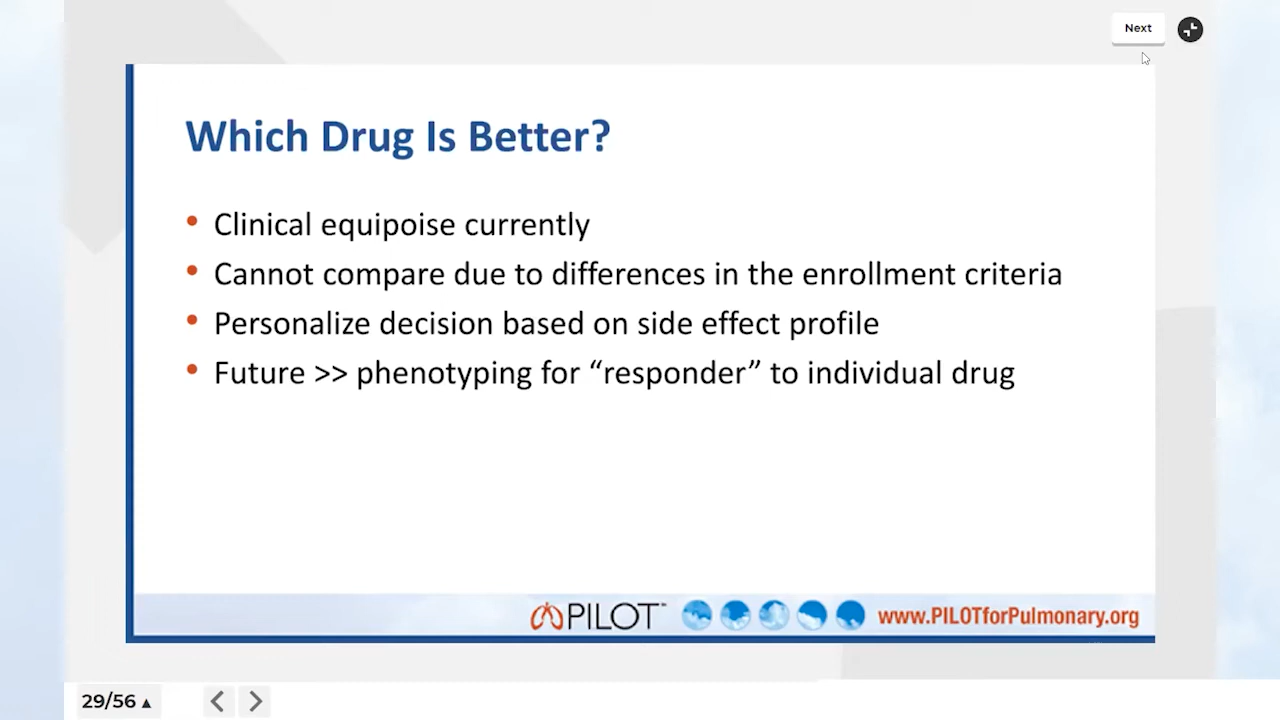 Next
Which Drug Is Better?
• Clinical equipoise currently
• Cannot compare due to differences in the enrollment criteria
• Personalize decision based on side effect profile
• Future >> phenotyping for “responder” to individual drug
PILOT™ www.PILOTforPulmonary.org
29/56 ▲